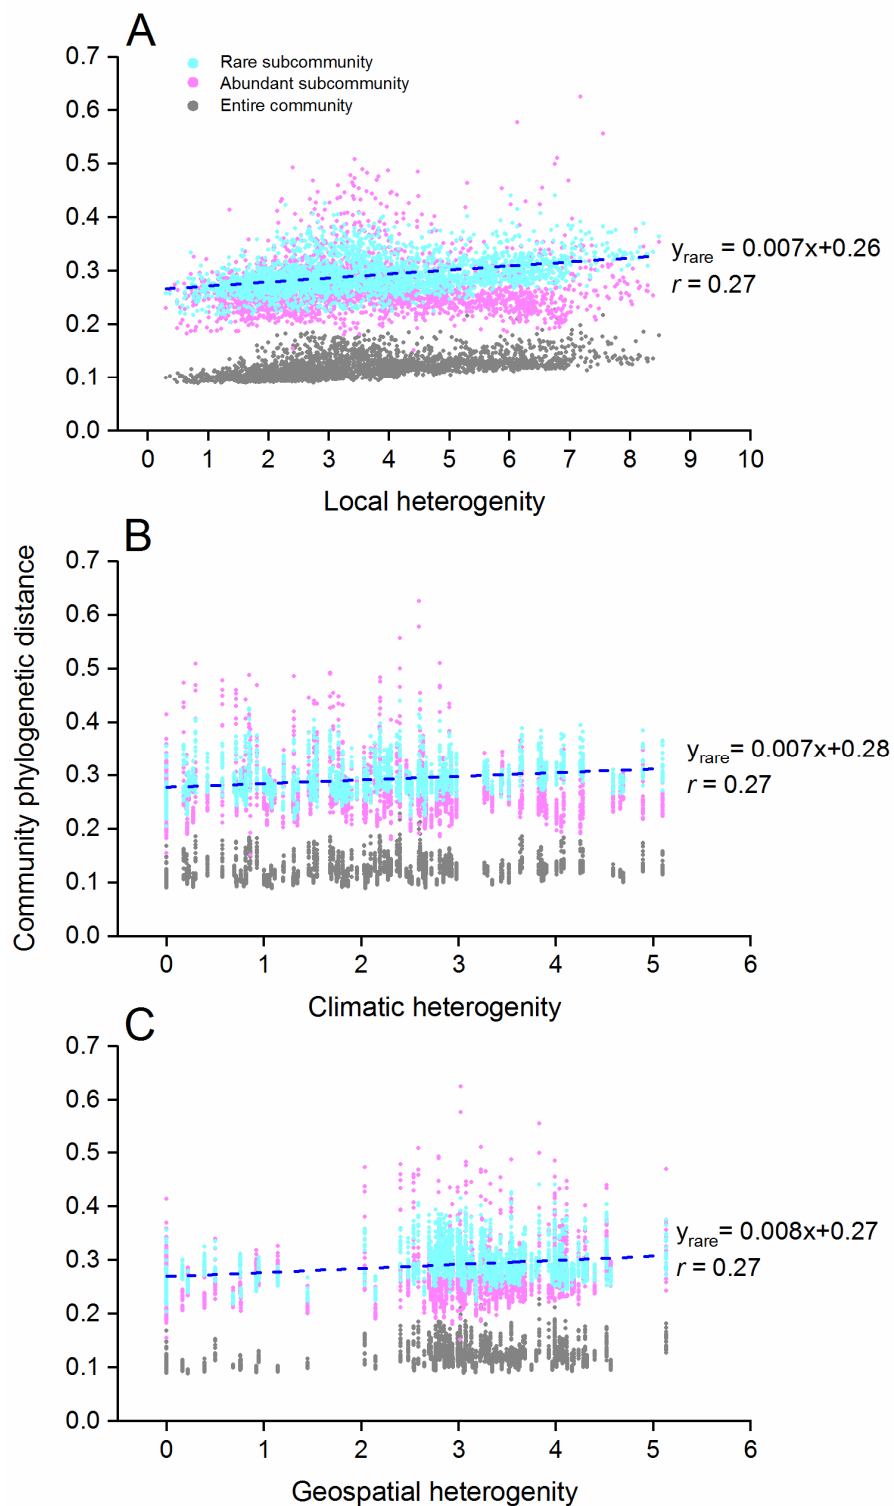 A
0.7
0.6
0.5
0.4
0.3
0.2
0.1
0.0
Rare subcommunity
Abundant subcommunity
Entire community
y_rare = 0.007x+0.26
r = 0.27
0 1 2 3 4 5 6 7 8 9 10
Local heterogenity
Community phylogenetic distance
B
0.7
0.6
0.5
0.4
0.3
0.2
0.1
0.0
y_rare= 0.007x+0.28
r = 0.27
0 1 2 3 4 5 6
Climatic heterogenity
C
0.7
0.6
0.5
0.4
0.3
0.2
0.1
0.0
y_rare= 0.008x+0.27
r = 0.27
0 1 2 3 4 5 6
Geospatial heterogenity